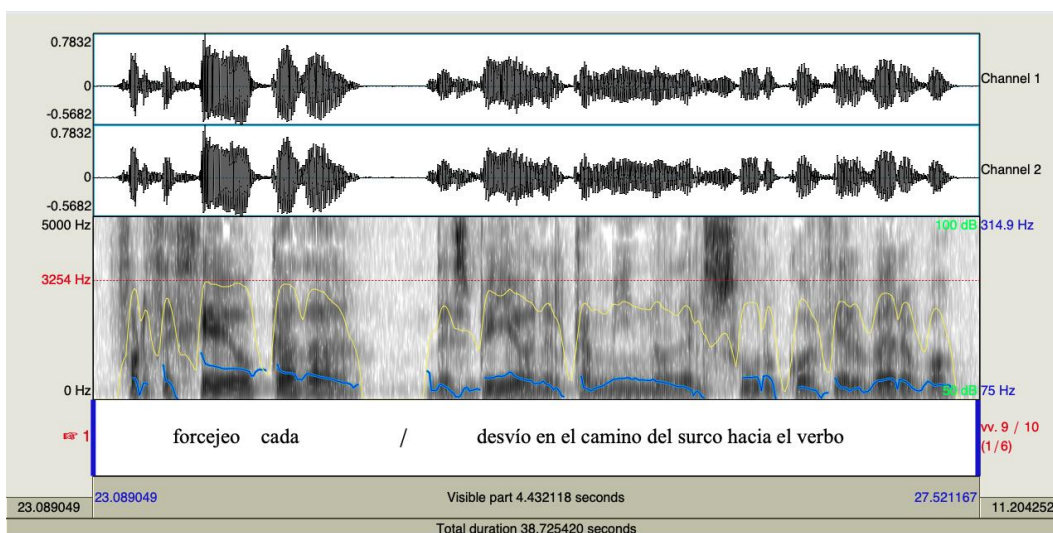 0.7832
0
-0.5682
Channel 1
0.7832
0
-0.5682
Channel 2
5000 Hz
100 dB
314.9 Hz
3254 Hz
0 Hz
50 dB
75 Hz
1
forcejeo cada / desvío en el camino del surco hacia el verbo
vv. 9 / 10
(1/6)
23.089049
23.089049
Visible part 4.432118 seconds
27.521167
11.204252
Total duration 38.725420 seconds